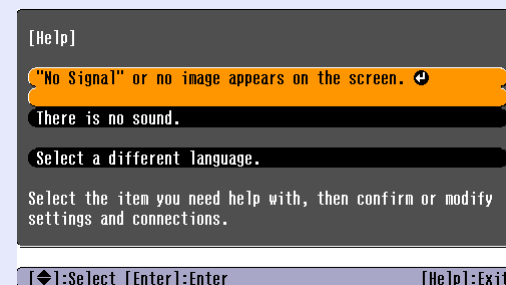 [Help]
"No Signal" or no image appears on the screen.
There is no sound.
Select a different language.
Select the item you need help with, then confirm or modify
settings and connections.
[◆]:Select [Enter]:Enter [Help]:Exit